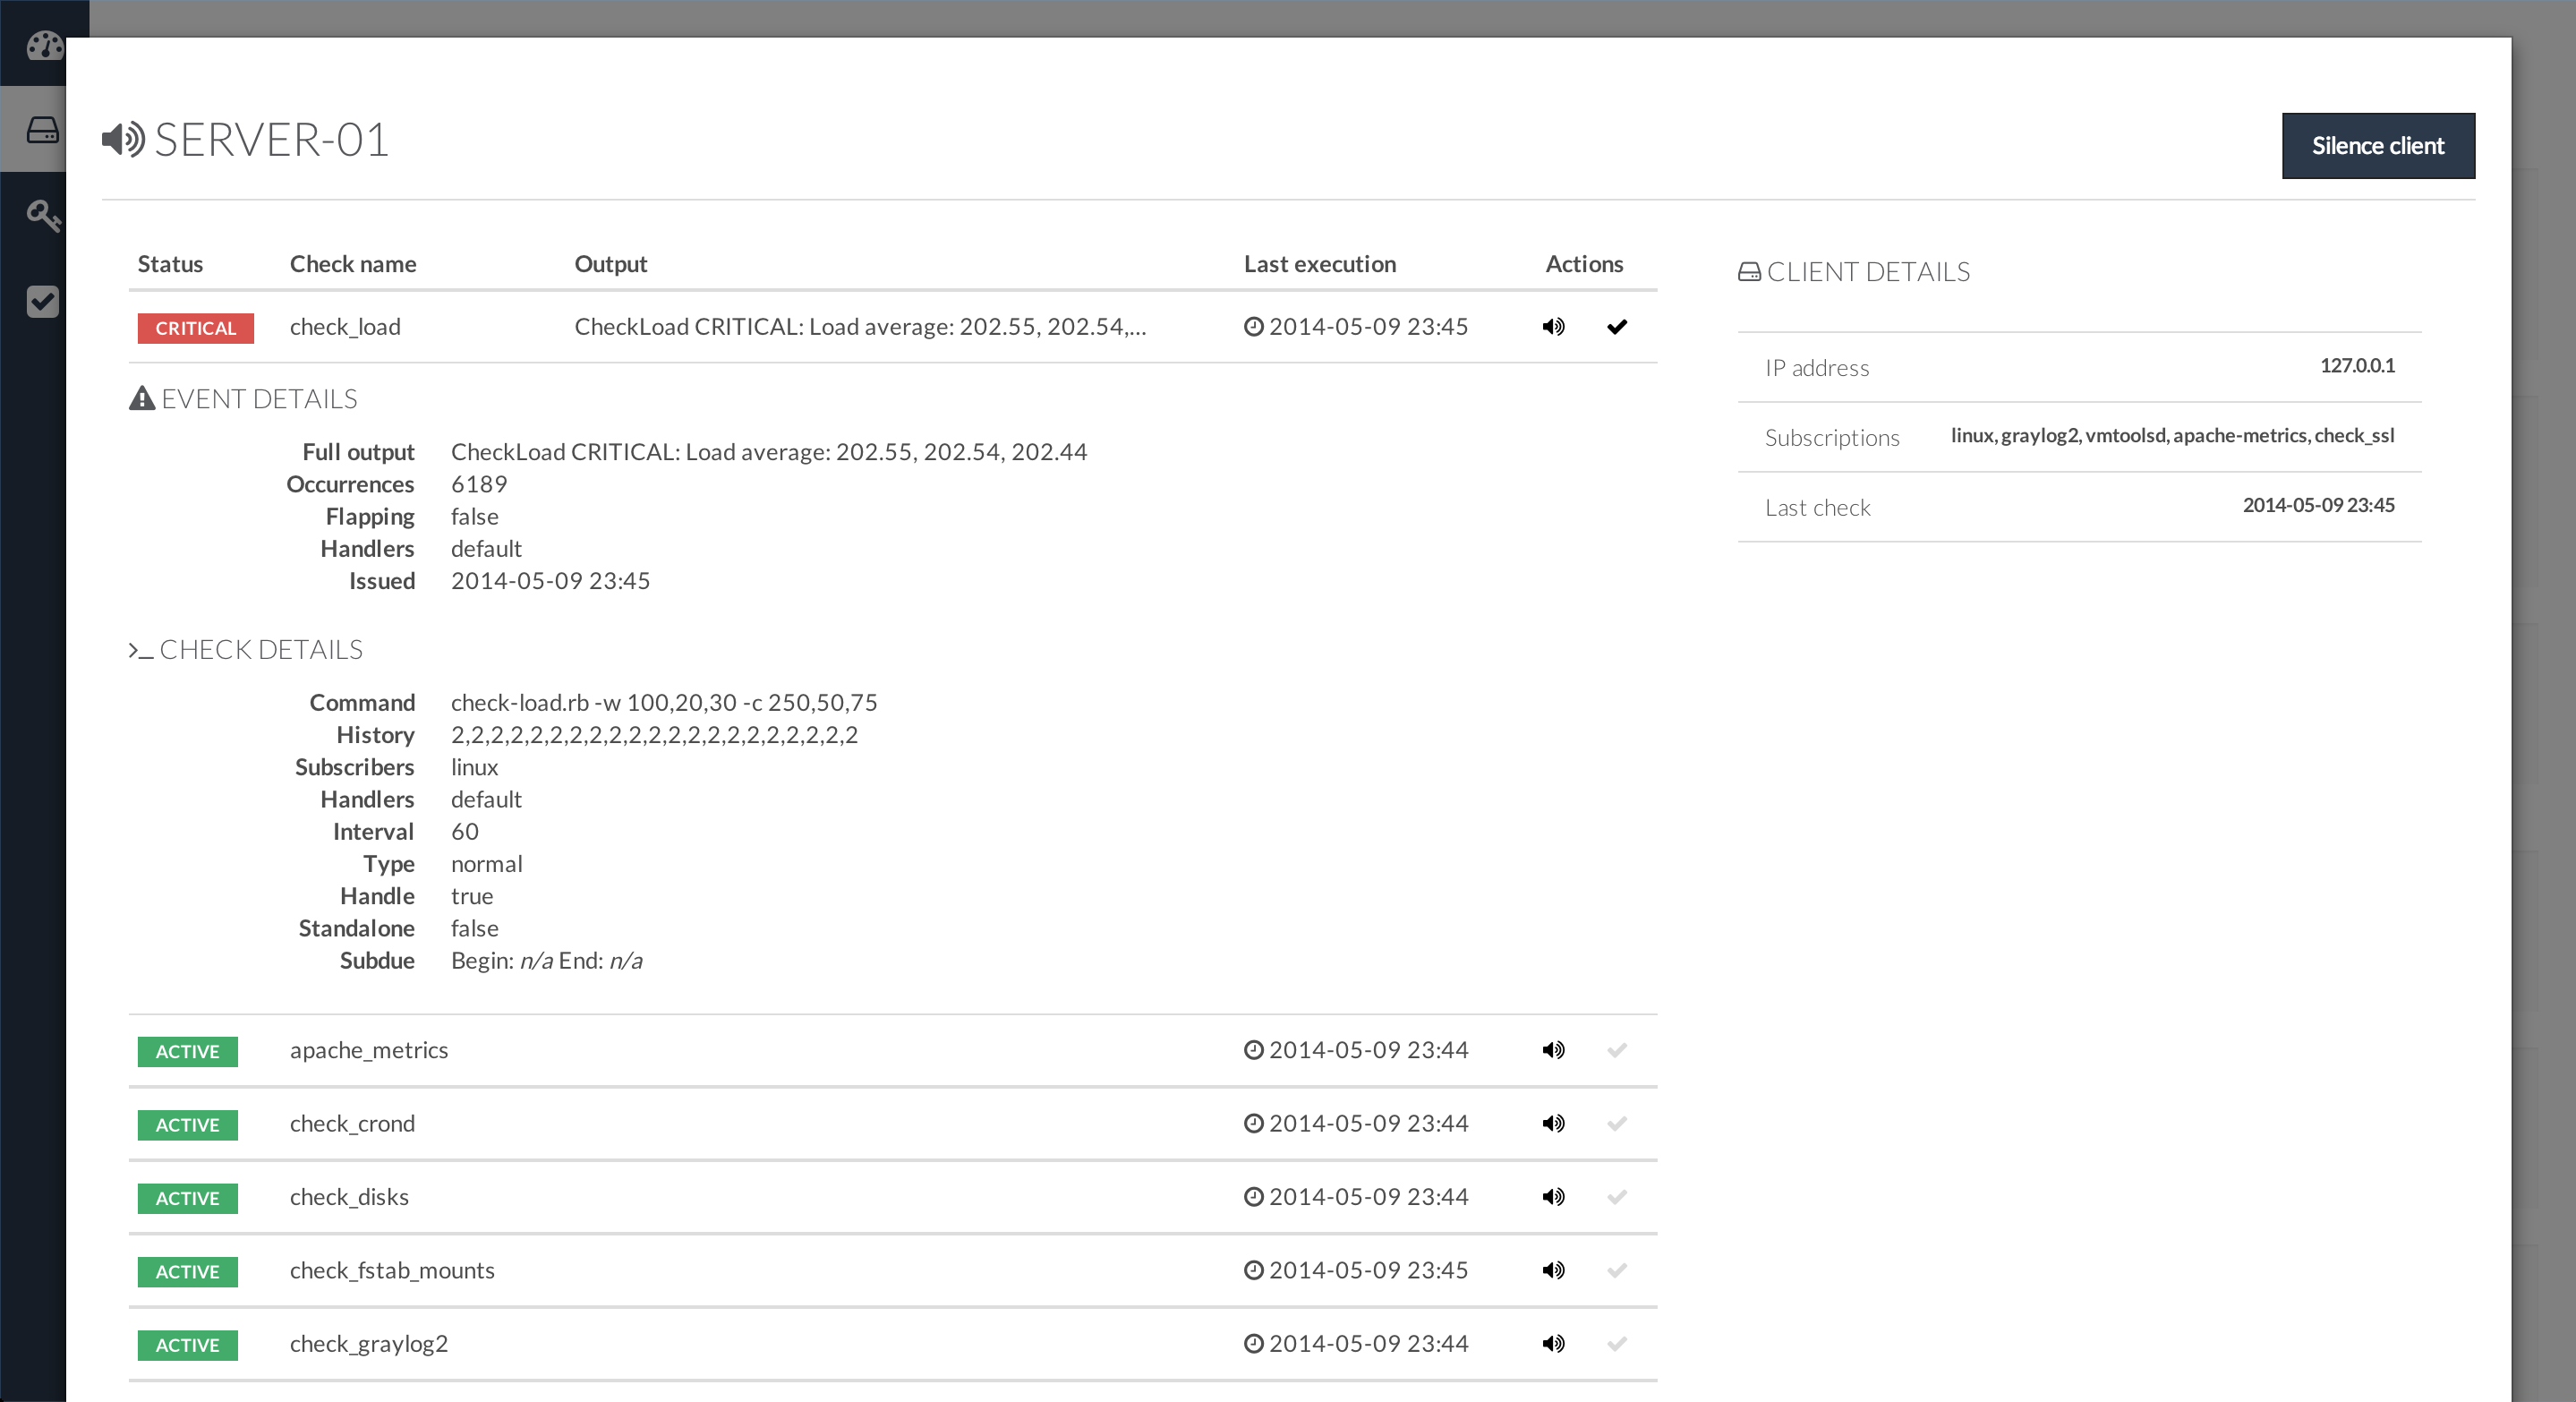 SERVER-01
Silence client
Status Check name Output Last execution Actions
CRITICAL check_load CheckLoad CRITICAL: Load average: 202.55, 202.54,... 2014-05-09 23:45
EVENT DETAILS
Full output CheckLoad CRITICAL: Load average: 202.55, 202.54, 202.44
Occurrences 6189
Flapping false
Handlers default
Issued 2014-05-09 23:45
>_ CHECK DETAILS
Command check-load.rb -w 100,20,30 -c 250,50,75
History 2,2,2,2,2,2,2,2,2,2,2,2,2,2,2,2,2,2,2,2,2
Subscribers linux
Handlers default
Interval 60
Type normal
Handle true
Standalone false
Subdue Begin: n/a End: n/a
ACTIVE apache_metrics 2014-05-09 23:44
ACTIVE check_crond 2014-05-09 23:44
ACTIVE check_disks 2014-05-09 23:44
ACTIVE check_fstab_mounts 2014-05-09 23:45
ACTIVE check_graylog2 2014-05-09 23:44
CLIENT DETAILS
IP address 127.0.0.1
Subscriptions linux, graylog2, vmtoolsd, apache-metrics, check_ssl
Last check 2014-05-09 23:45